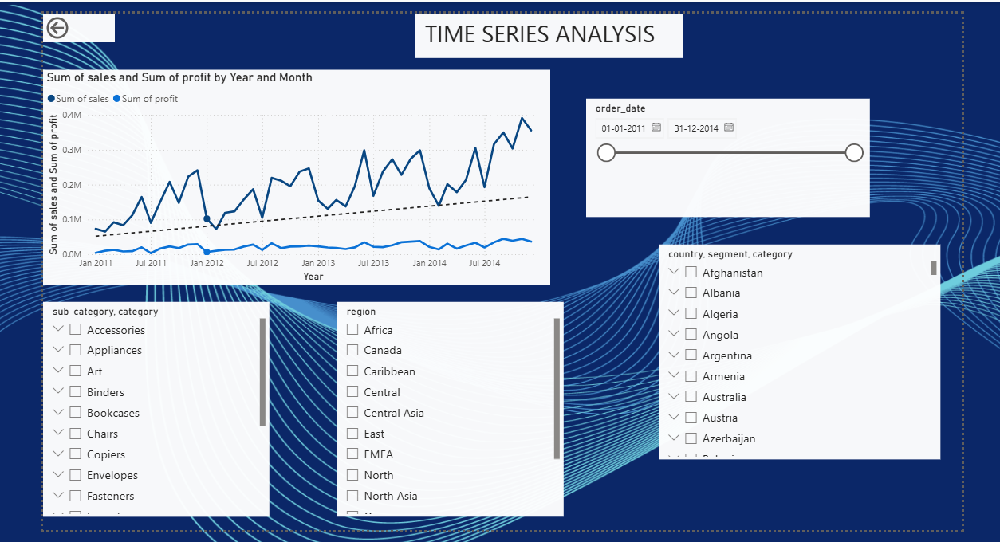 TIME SERIES ANALYSIS
Sum of sales and Sum of profit by Year and Month
Sum of sales Sum of profit
Sum of sales and Sum of profit
0.4M
0.3M
0.2M
0.1M
0.0M
Jan 2011 Jul 2011 Jan 2012 Jul 2012 Jan 2013 Jul 2013 Jan 2014 Jul 2014
Year
order_date
01-01-2011 31-12-2014
country, segment, category
Afghanistan
Albania
Algeria
Angola
Argentina
Armenia
Australia
Austria
Azerbaijan
sub_category, category
Accessories
Appliances
Art
Binders
Bookcases
Chairs
Copiers
Envelopes
Fasteners
region
Africa
Canada
Caribbean
Central
Central Asia
East
EMEA
North
North Asia